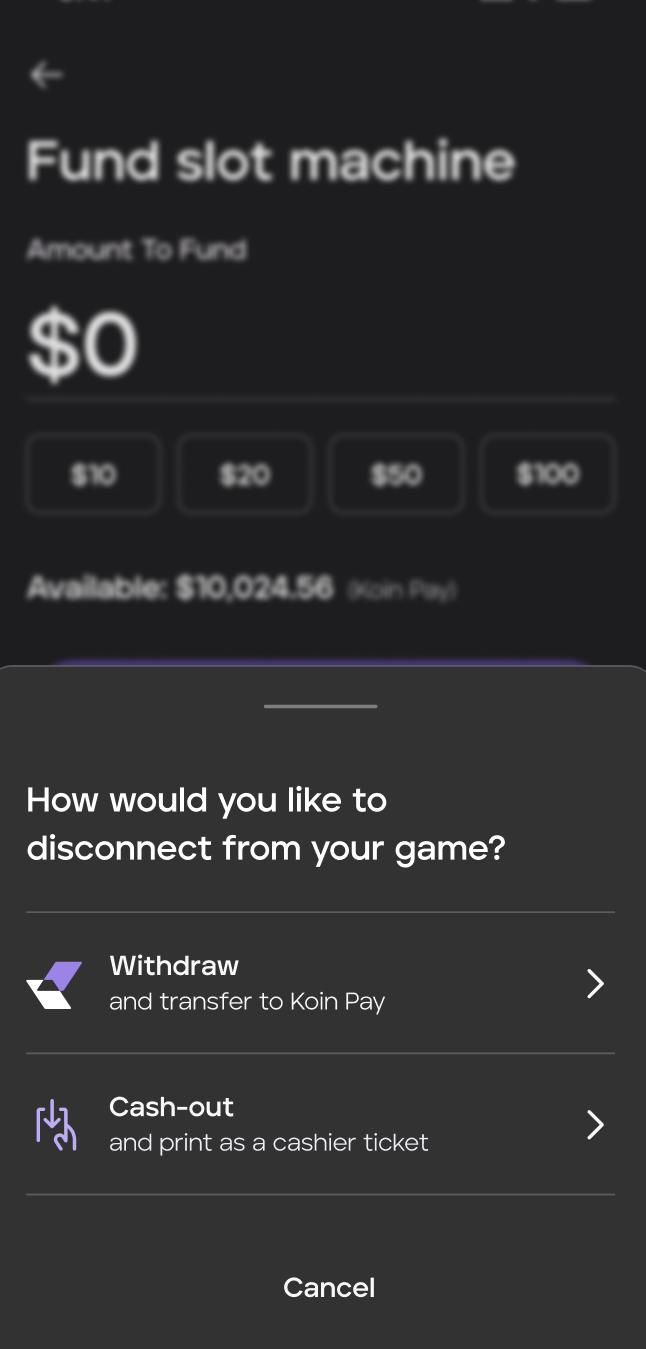 Fund slot machine
Amount To Fund
$0
$10 $20 $50 $100
Available: $10,024.56 (Koin Pay)
How would you like to
disconnect from your game?
Withdraw
and transfer to Koin Pay
Cash-out
and print as a cashier ticket
Cancel